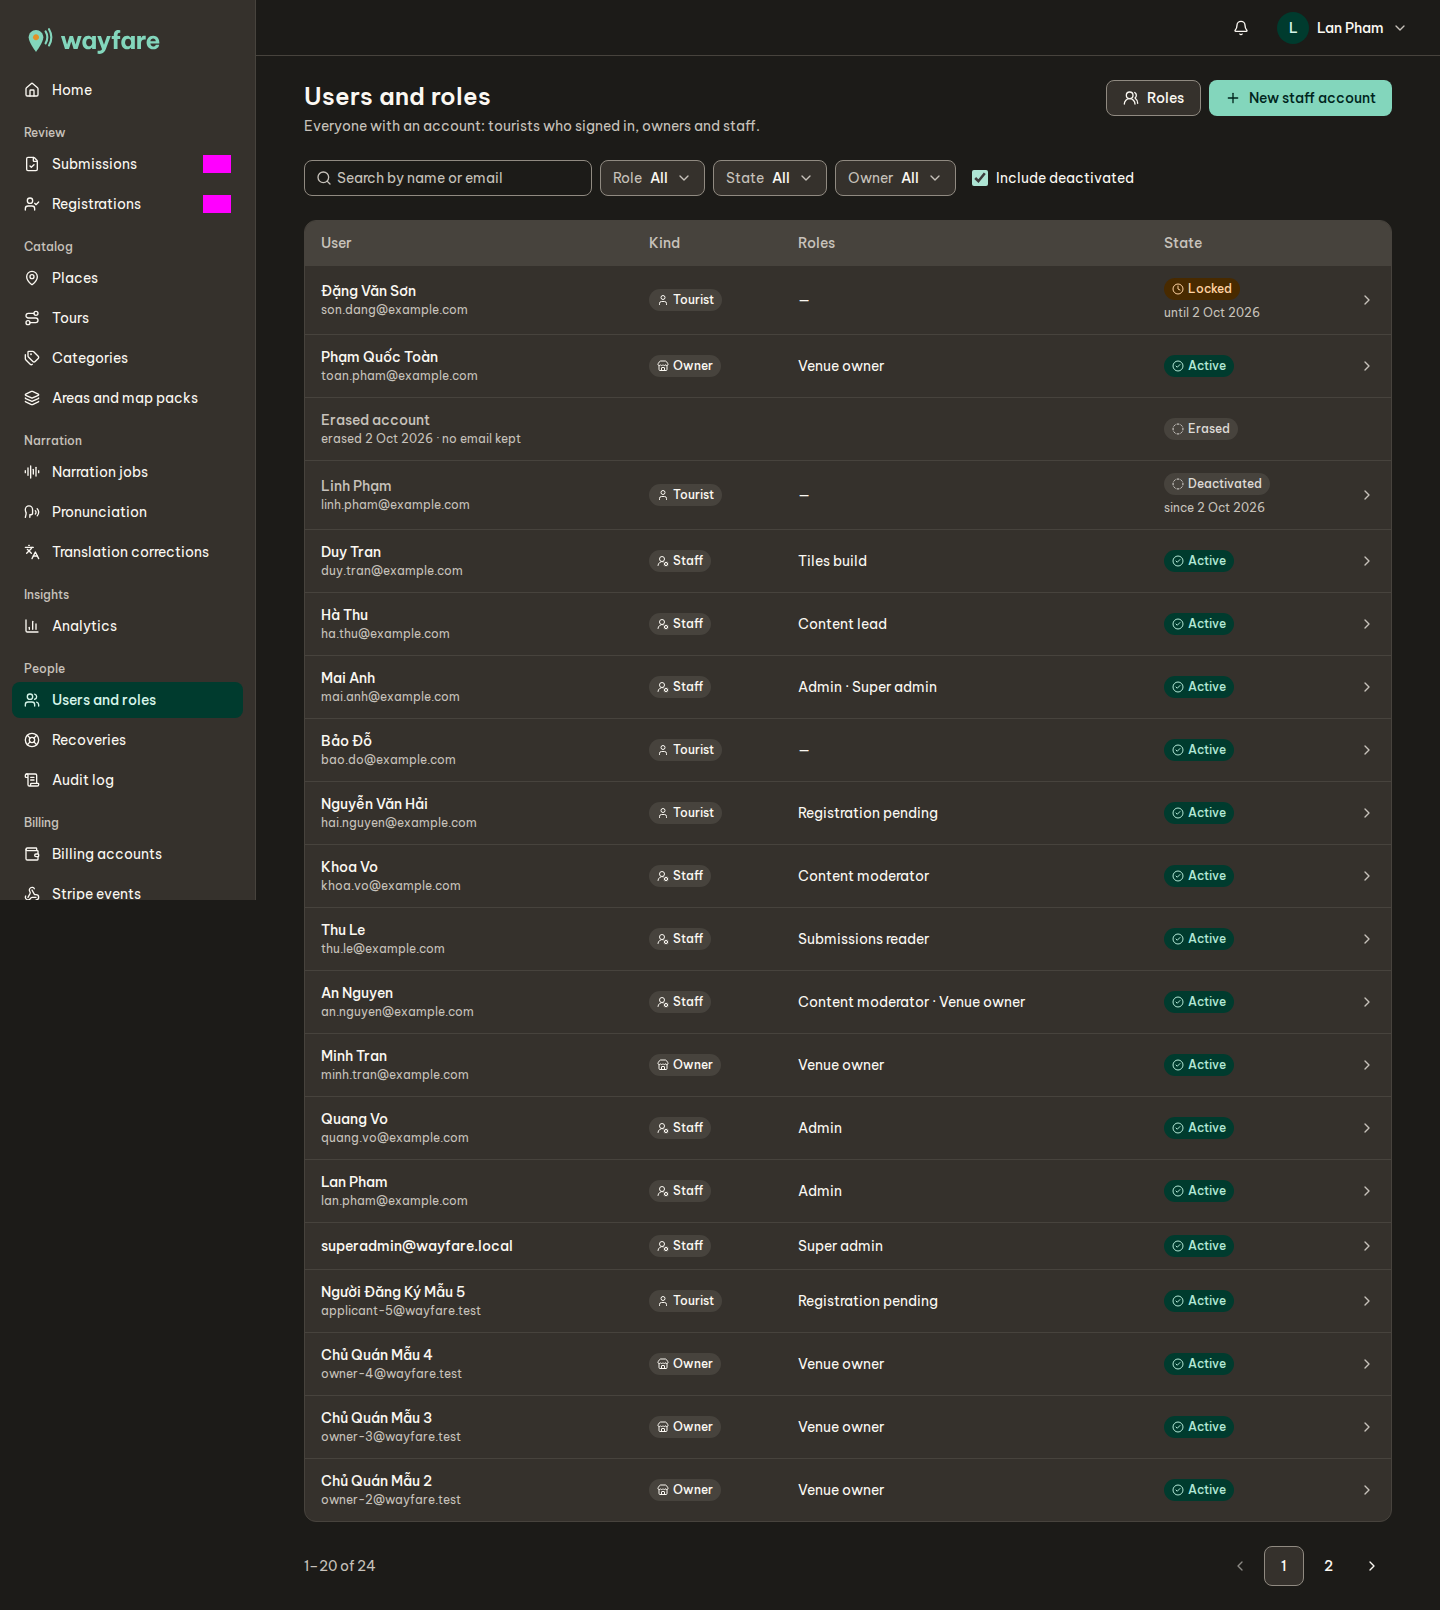 wayfare
Lan Pham
L
Home
Review
Submissions
Registrations
Catalog
Places
Tours
Categories
Areas and map packs
Narration
Narration jobs
Pronunciation
Translation corrections
Insights
Analytics
People
Users and roles
Recoveries
Audit log
Billing
Billing accounts
Stripe events
Users and roles
Everyone with an account: tourists who signed in, owners and staff.
Roles
New staff account
Search by name or email
Role All
State All
Owner All
Include deactivated
User Kind Roles State
Đặng Văn Sơn
son.dang@example.com
Tourist
—
Locked
until 2 Oct 2026
Phạm Quốc Toàn
toan.pham@example.com
Owner
Venue owner
Active
Erased account
erased 2 Oct 2026 · no email kept
Erased
Linh Phạm
linh.pham@example.com
Tourist
—
Deactivated
since 2 Oct 2026
Duy Tran
duy.tran@example.com
Staff
Tiles build
Active
Hà Thu
ha.thu@example.com
Staff
Content lead
Active
Mai Anh
mai.anh@example.com
Staff
Admin · Super admin
Active
Bảo Đỗ
bao.do@example.com
Tourist
—
Active
Nguyễn Văn Hải
hai.nguyen@example.com
Tourist
Registration pending
Active
Khoa Vo
khoa.vo@example.com
Staff
Content moderator
Active
Thu Le
thu.le@example.com
Staff
Submissions reader
Active
An Nguyen
an.nguyen@example.com
Staff
Content moderator · Venue owner
Active
Minh Tran
minh.tran@example.com
Owner
Venue owner
Active
Quang Vo
quang.vo@example.com
Staff
Admin
Active
Lan Pham
lan.pham@example.com
Staff
Admin
Active
superadmin@wayfare.local
Staff
Super admin
Active
Người Đăng Ký Mẫu 5
applicant-5@wayfare.test
Tourist
Registration pending
Active
Chủ Quán Mẫu 4
owner-4@wayfare.test
Owner
Venue owner
Active
Chủ Quán Mẫu 3
owner-3@wayfare.test
Owner
Venue owner
Active
Chủ Quán Mẫu 2
owner-2@wayfare.test
Owner
Venue owner
Active
1–20 of 24
1
2